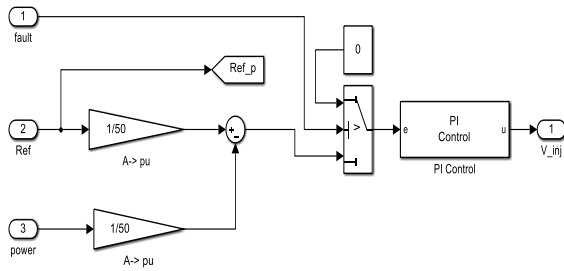 1
fault
0
Ref_p
2
Ref
1/50
A-> pu
+
-
>
e
PI
Control
u
PI Control
1
V_inj
3
power
1/50
A-> pu